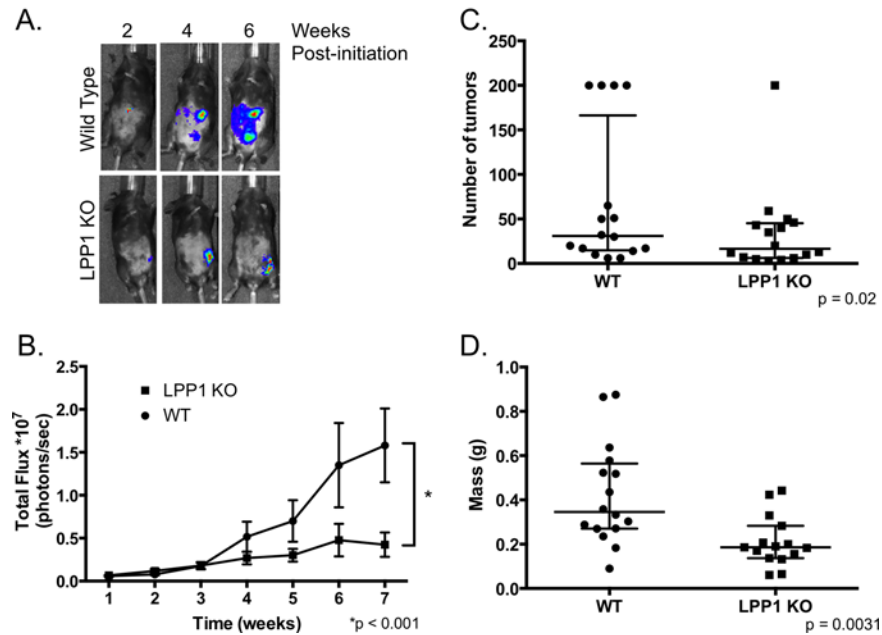 A.
2 4 6 Weeks
Post-initiation
Wild Type
LPP1 KO
B.
2.5
2.0
1.5
1.0
0.5
0.0
Total Flux *10^7
(photons/sec)
LPP1 KO
WT
*
1 2 3 4 5 6 7
Time (weeks)
*p < 0.001
C.
250
200
150
100
50
0
Number of tumors
WT LPP1 KO
p = 0.02
D.
1.0
0.8
0.6
0.4
0.2
0.0
Mass (g)
WT LPP1 KO
p = 0.0031